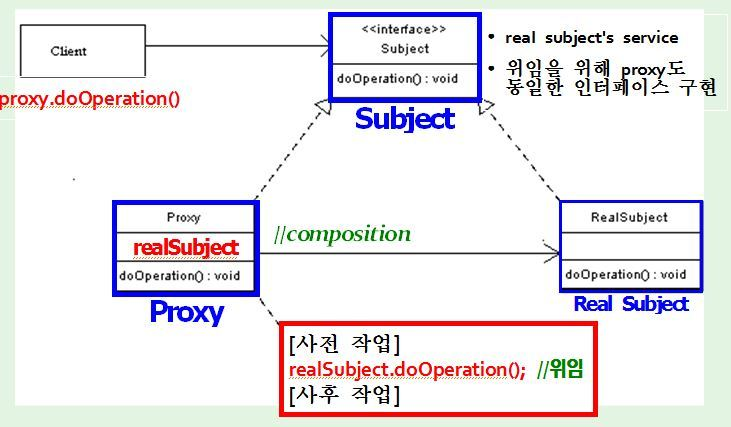 Client
proxy.doOperation()
<<interface>>
Subject
doOperation() : void
Subject
• real subject's service
• 위임을 위해 proxy도
동일한 인터페이스 구현
Proxy
realSubject
doOperation() : void
Proxy
//composition
RealSubject
doOperation() : void
Real Subject
[사전 작업]
realSubject.doOperation(); //위임
[사후 작업]